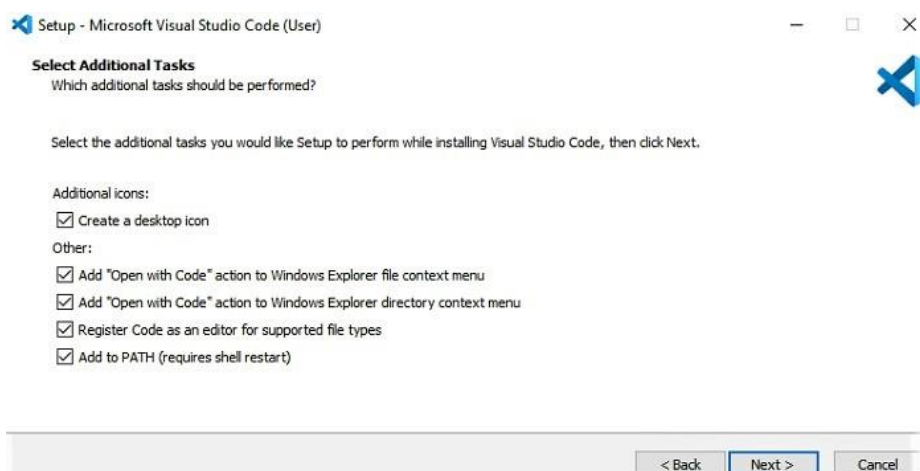 Setup - Microsoft Visual Studio Code (User)
Select Additional Tasks
Which additional tasks should be performed?
Select the additional tasks you would like Setup to perform while installing Visual Studio Code, then click Next.
Additional icons:
Create a desktop icon
Other:
Add "Open with Code" action to Windows Explorer file context menu
Add "Open with Code" action to Windows Explorer directory context menu
Register Code as an editor for supported file types
Add to PATH (requires shell restart)
< Back Next > Cancel